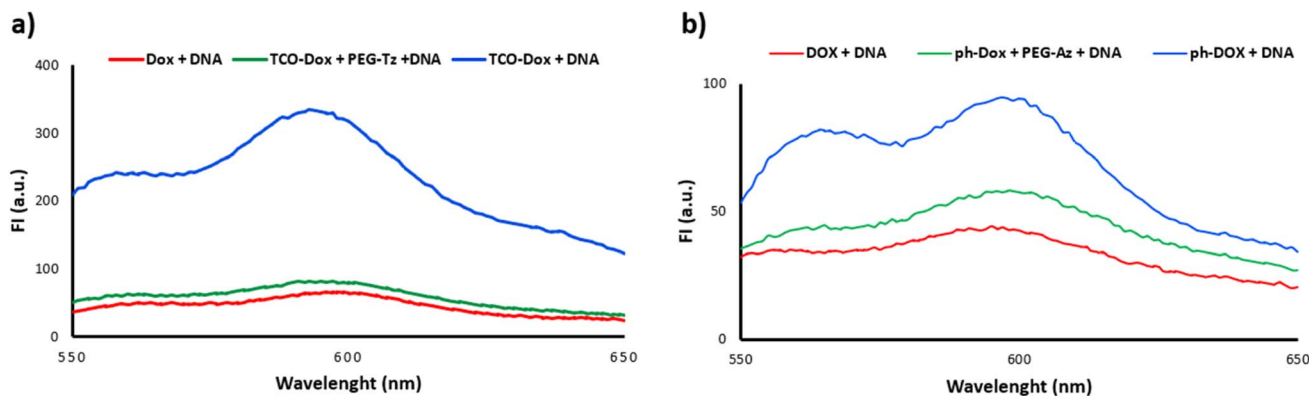 a)
Dox + DNA TCO-Dox + PEG-Tz +DNA TCO-Dox + DNA
400
300
200
100
0
FI (a.u.)
550 600 650
Wavelenght (nm)
b)
DOX + DNA ph-Dox + PEG-Az + DNA ph-DOX + DNA
100
50
0
FI (a.u.)
550 600 650
Wavelenght (nm)